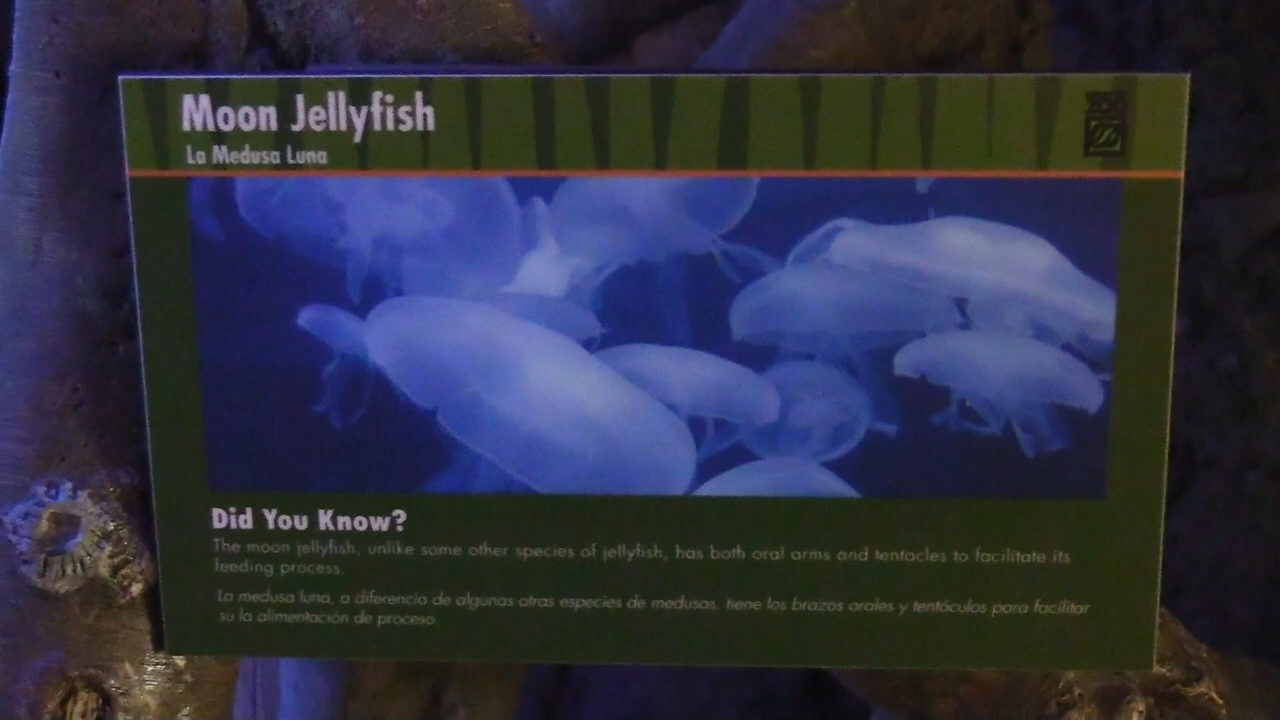 Moon Jellyfish
La Medusa Luna
Did You Know?
The moon jellyfish, unlike some other species of jellyfish, has both oral arms and tentacles to facilitate its
feeding process.
La medusa luna, a diferencia de algunas otras especies de medusas, tiene los brazos orales y tentáculos para facilitar
su la alimentación de proceso.